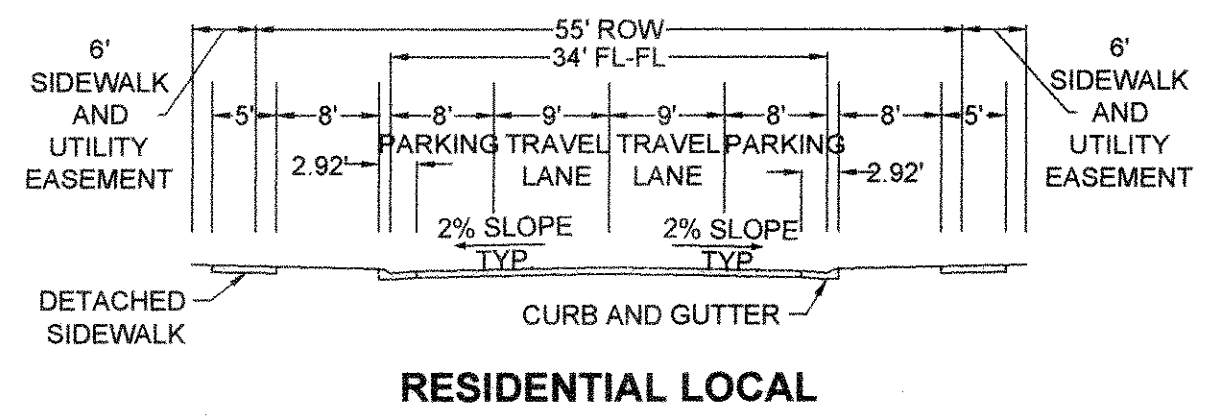 55' ROW
34' FL-FL
6'
SIDEWALK
AND
UTILITY
EASEMENT
6'
SIDEWALK
AND
UTILITY
EASEMENT
5' 8' 8' 9' 9' 8' 8' 5'
PARKING TRAVEL TRAVEL PARKING
LANE LANE
2.92' 2.92'
2% SLOPE 2% SLOPE
TYP TYP
DETACHED
SIDEWALK
CURB AND GUTTER
RESIDENTIAL LOCAL